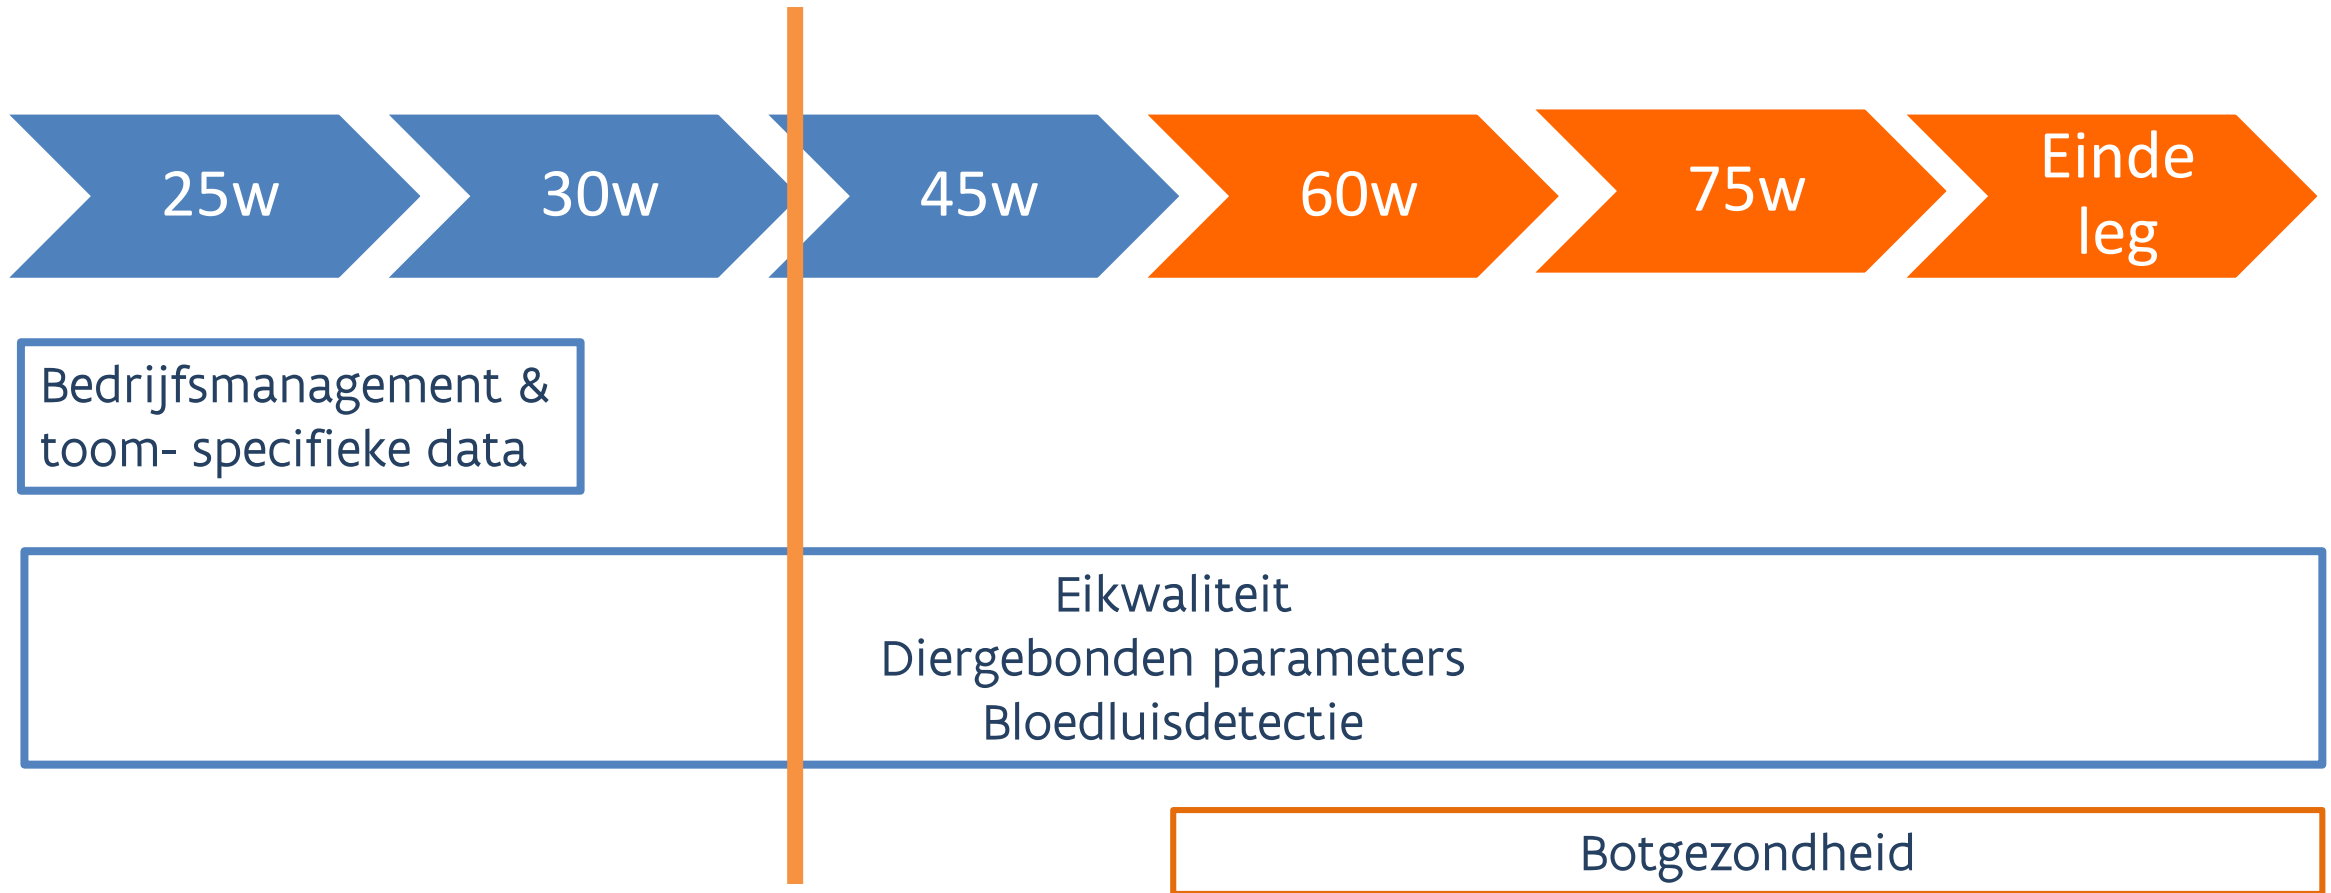 25w
30w
45w
60w
75w
Einde
leg
Bedrijfsmanagement &
toom- specifieke data
Eikwaliteit
Diergebonden parameters
Bloedluisdetectie
Botgezondheid